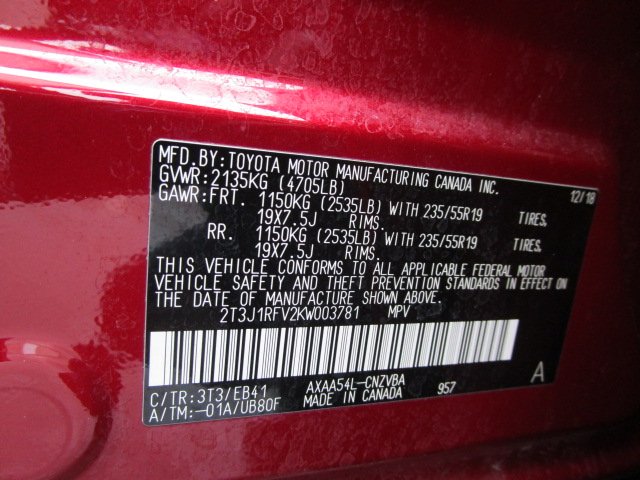 MFD.BY:TOYOTA MOTOR MANUFACTURING CANADA INC.
GVWR:2135KG (4705LB) 12/18
GAWR:FRT. 1150KG (2535LB) WITH 235/55R19 TIRES,
19X7.5J RIMS.
RR. 1150KG (2535LB) WITH 235/55R19 TIRES,
19X7.5J RIMS.
THIS VEHICLE CONFORMS TO ALL APPLICABLE FEDERAL MOTOR
VEHICLE SAFETY AND THEFT PREVENTION STANDARDS IN EFFECT ON
THE DATE OF MANUFACTURE SHOWN ABOVE.
2T3J1RFV2KW003781 MPV
C/TR:3T3/EB41 AXAA54L-CNZVBA A
A/TM:-01A/UB80F MADE IN CANADA 957